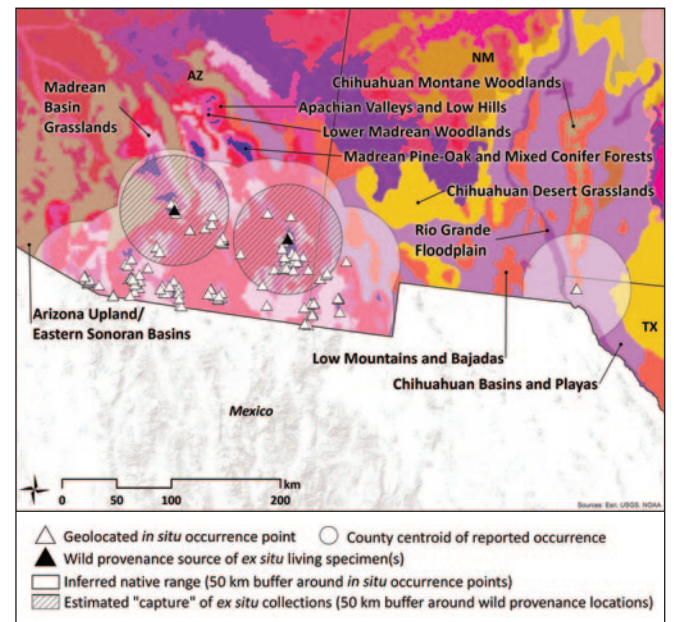 NM
AZ
Chihuahuan Montane Woodlands
Madrean
Basin
Grasslands
Apachian Valleys and Low Hills
Lower Madrean Woodlands
Madrean Pine-Oak and Mixed Conifer Forests
Chihuahuan Desert Grasslands
Rio Grande
Floodplain
Arizona Upland/
Eastern Sonoran Basins
TX
Low Mountains and Bajadas
Chihuahuan Basins and Playas
Mexico
km
0 50 100 200
Sources: Esri, USGS, NOAA
Geolocated in situ occurrence point
County centroid of reported occurrence
Wild provenance source of ex situ living specimen(s)
Inferred native range (50 km buffer around in situ occurrence points)
Estimated "capture" of ex situ collections (50 km buffer around wild provenance locations)